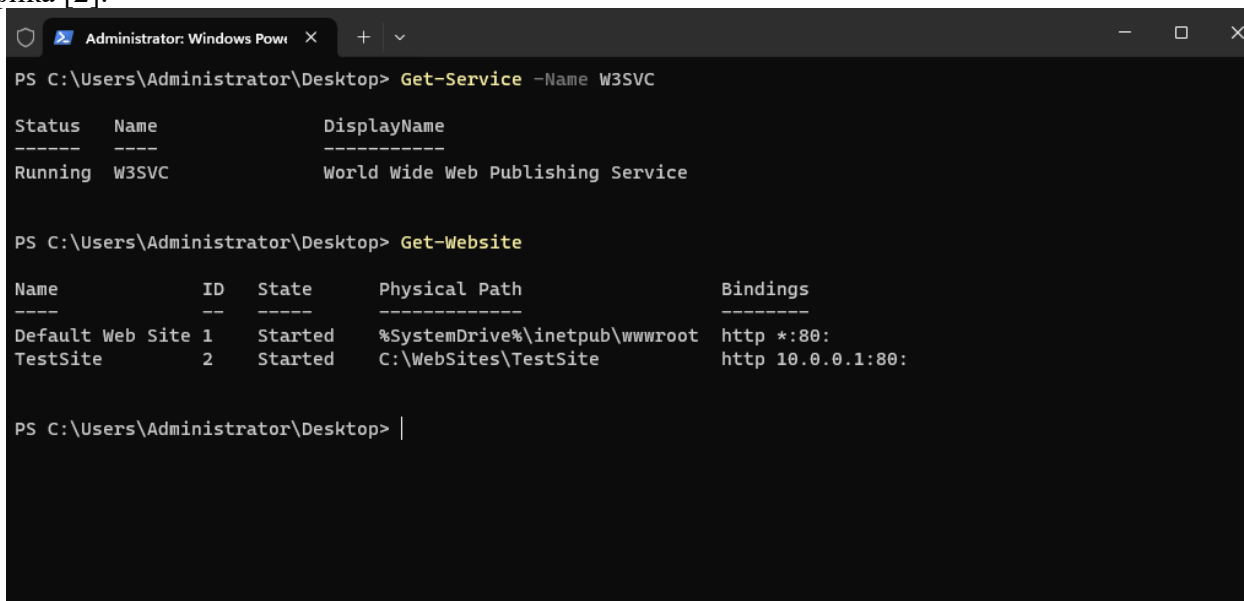 Administrator: Windows Powe
PS C:\Users\Administrator\Desktop> Get-Service -Name W3SVC
Status   Name               DisplayName
------   ----               -----------
Running  W3SVC              World Wide Web Publishing Service
PS C:\Users\Administrator\Desktop> Get-Website
Name             ID   State      Physical Path                  Bindings
----             --   -----      -------------                  --------
Default Web Site 1    Started    %SystemDrive%\inetpub\wwwroot  http *:80:
TestSite         2    Started    C:\WebSites\TestSite           http 10.0.0.1:80:
PS C:\Users\Administrator\Desktop>